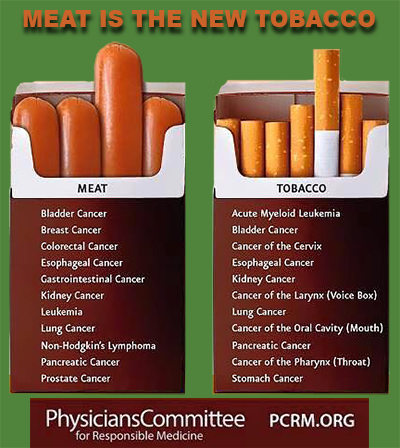 MEAT IS THE NEW TOBACCO
MEAT
Bladder Cancer
Breast Cancer
Colorectal Cancer
Esophageal Cancer
Gastrointestinal Cancer
Kidney Cancer
Leukemia
Lung Cancer
Non-Hodgkin's Lymphoma
Pancreatic Cancer
Prostate Cancer
TOBACCO
Acute Myeloid Leukemia
Bladder Cancer
Cancer of the Cervix
Esophageal Cancer
Kidney Cancer
Cancer of the Larynx (Voice Box)
Lung Cancer
Cancer of the Oral Cavity (Mouth)
Pancreatic Cancer
Cancer of the Pharynx (Throat)
Stomach Cancer
PhysiciansCommittee
for Responsible Medicine
PCRM.ORG